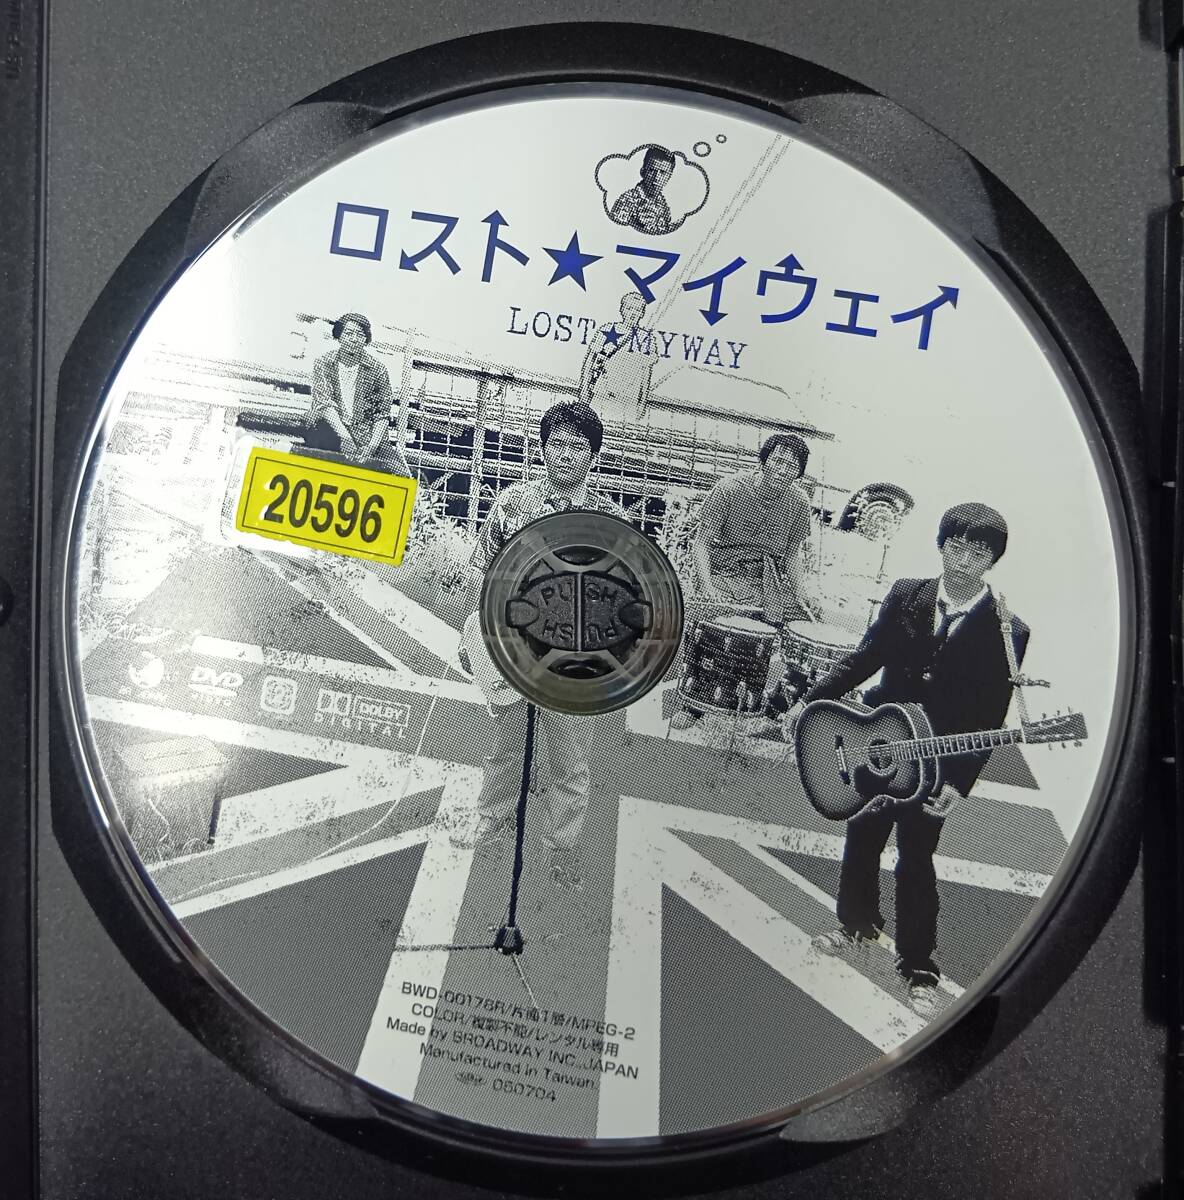 ロスト★マイウェイ
LOST★MYWAY
20596
PUSH
PUSH
DVD
DOLBY
DIGITAL
BWD-00178R/片面1層/MPEG-2
COLOR/複製不能/レンタル専用
Made by BROADWAY INC.,JAPAN
Manufactured in Taiwan.
060704